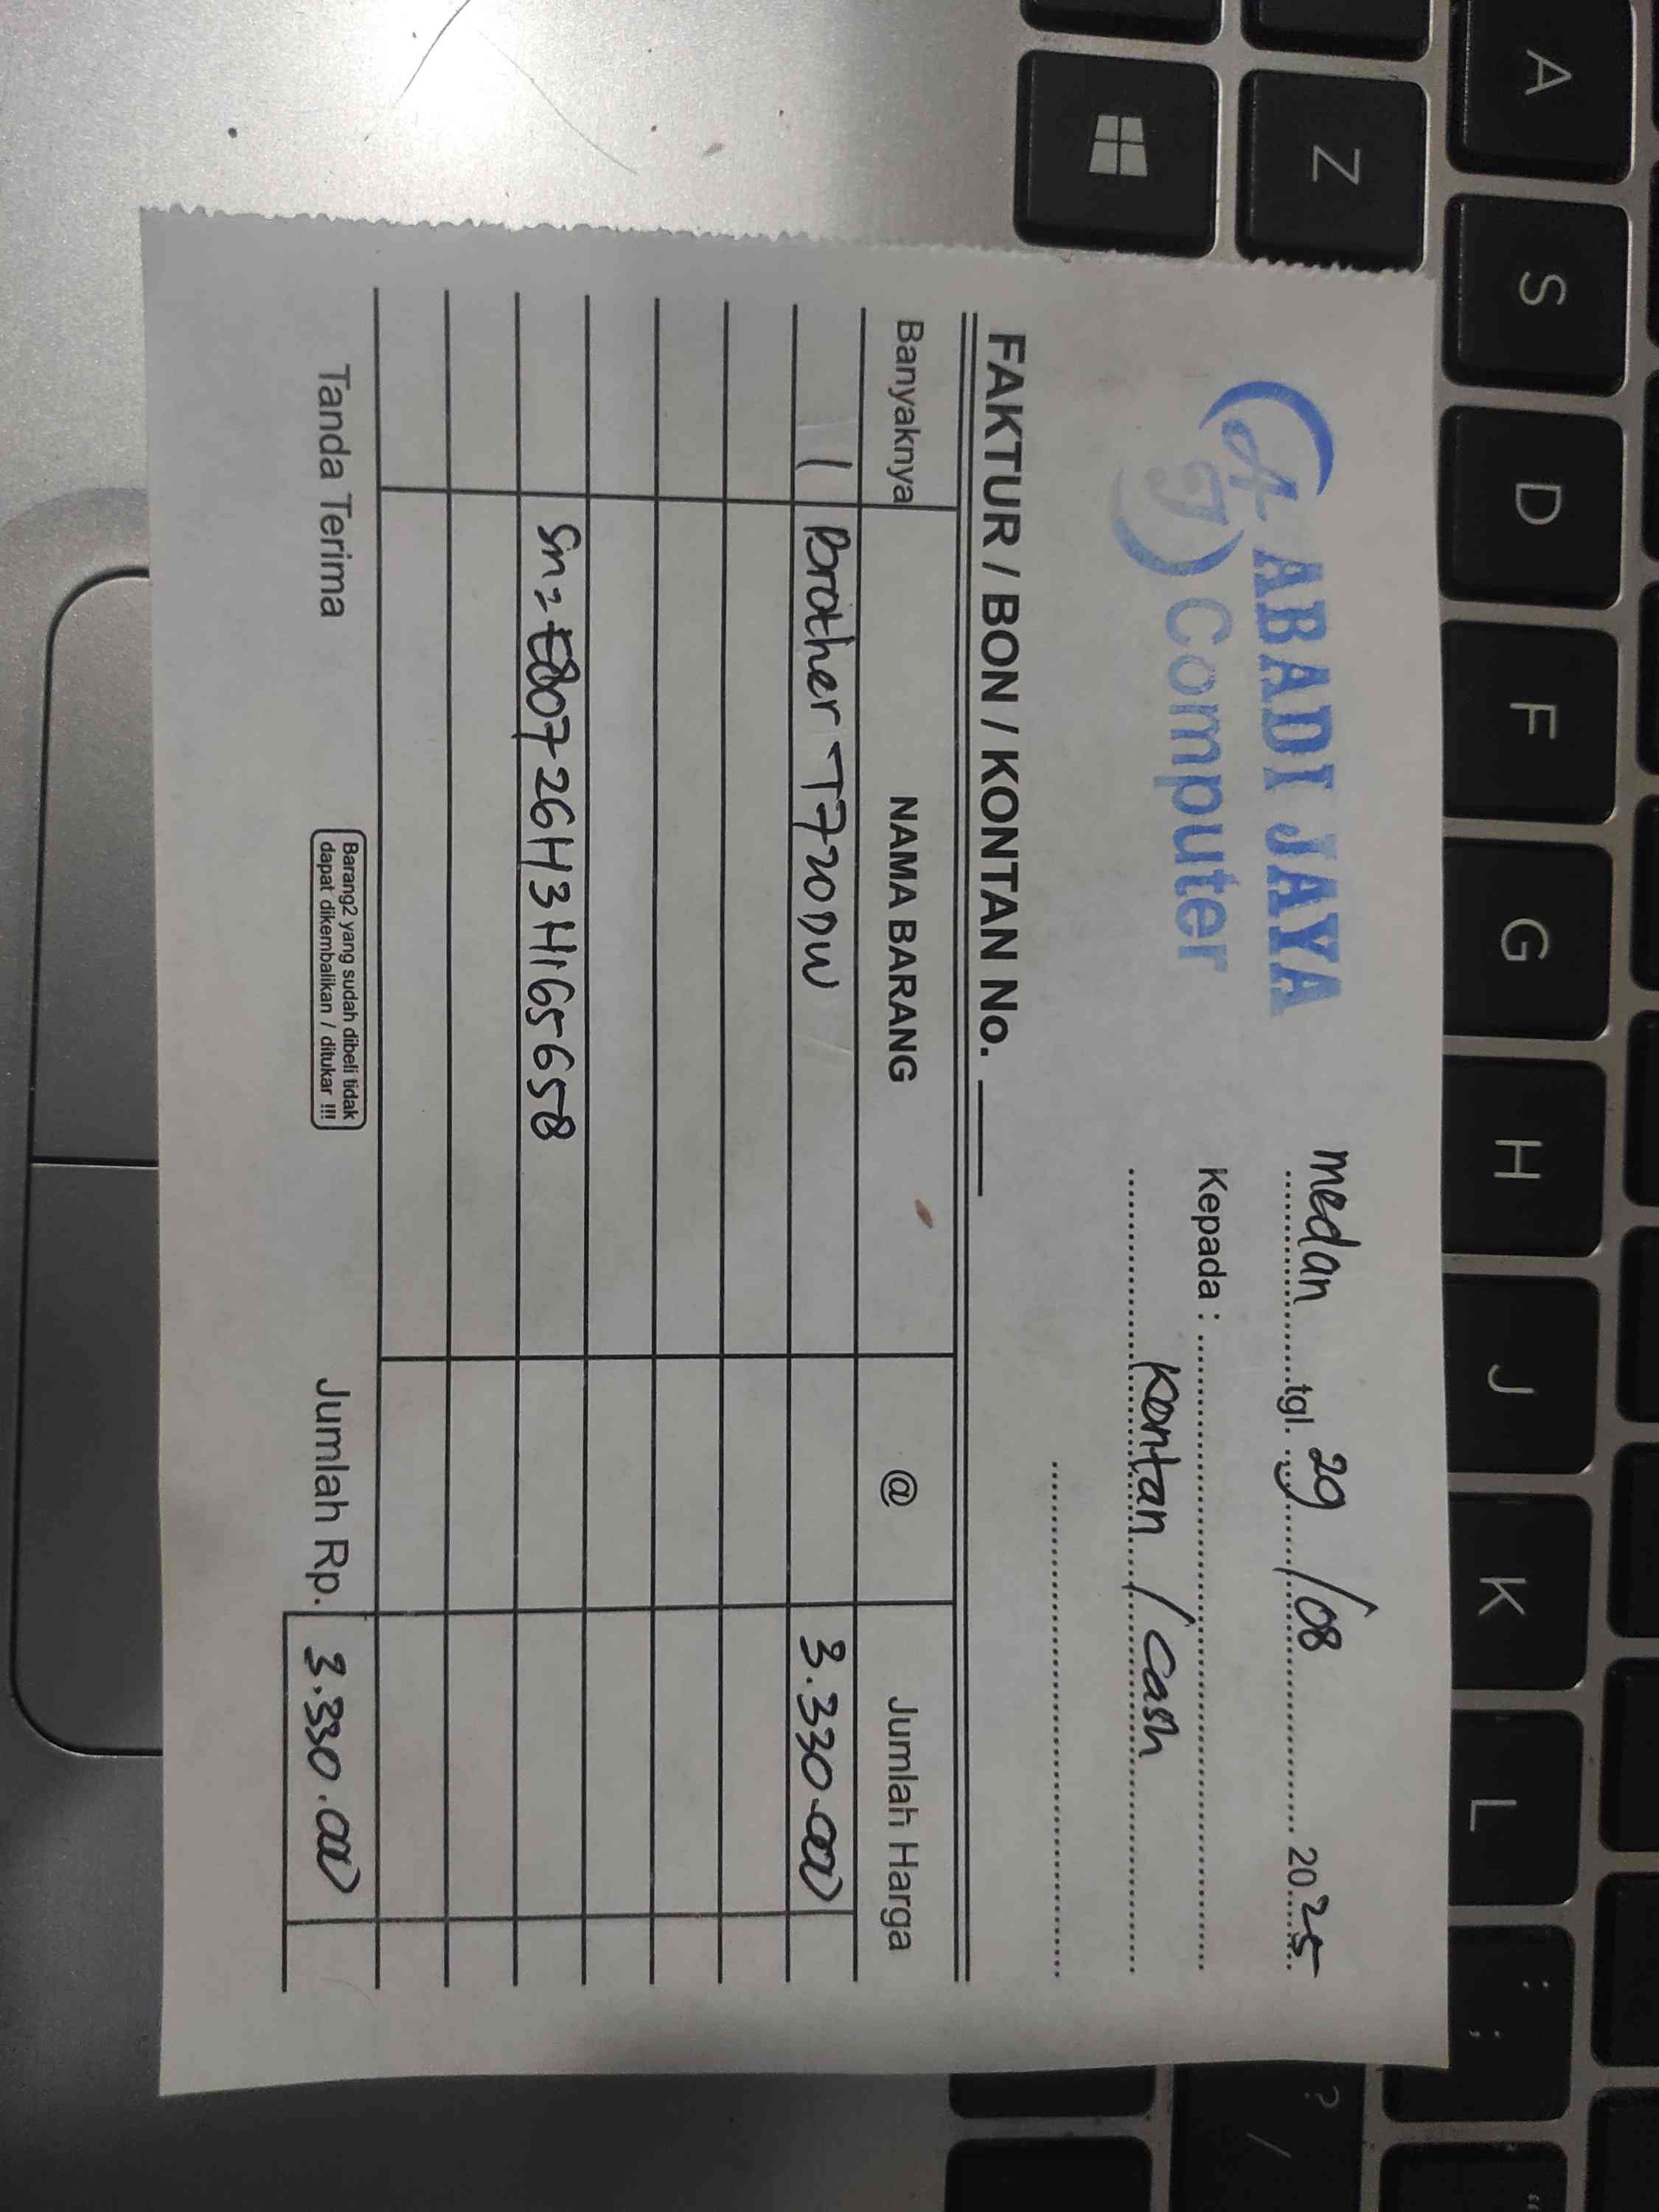 A J
ABADI JAYA
Computer
medan tgl. 29 / 08 2025
Kepada :
Kontan / Cash
FAKTUR / BON / KONTAN No.
Banyaknya NAMA BARANG @ Jumlah Harga
1 Brother T720DW 3.330.000
Sn = E80726H3H165658
Tanda Terima
Barang2 yang sudah dibeli tidak
dapat dikembalikan / ditukar !!!
Jumlah Rp. 3.330.000
A S D F G H J K L : ;
Z ? /
"